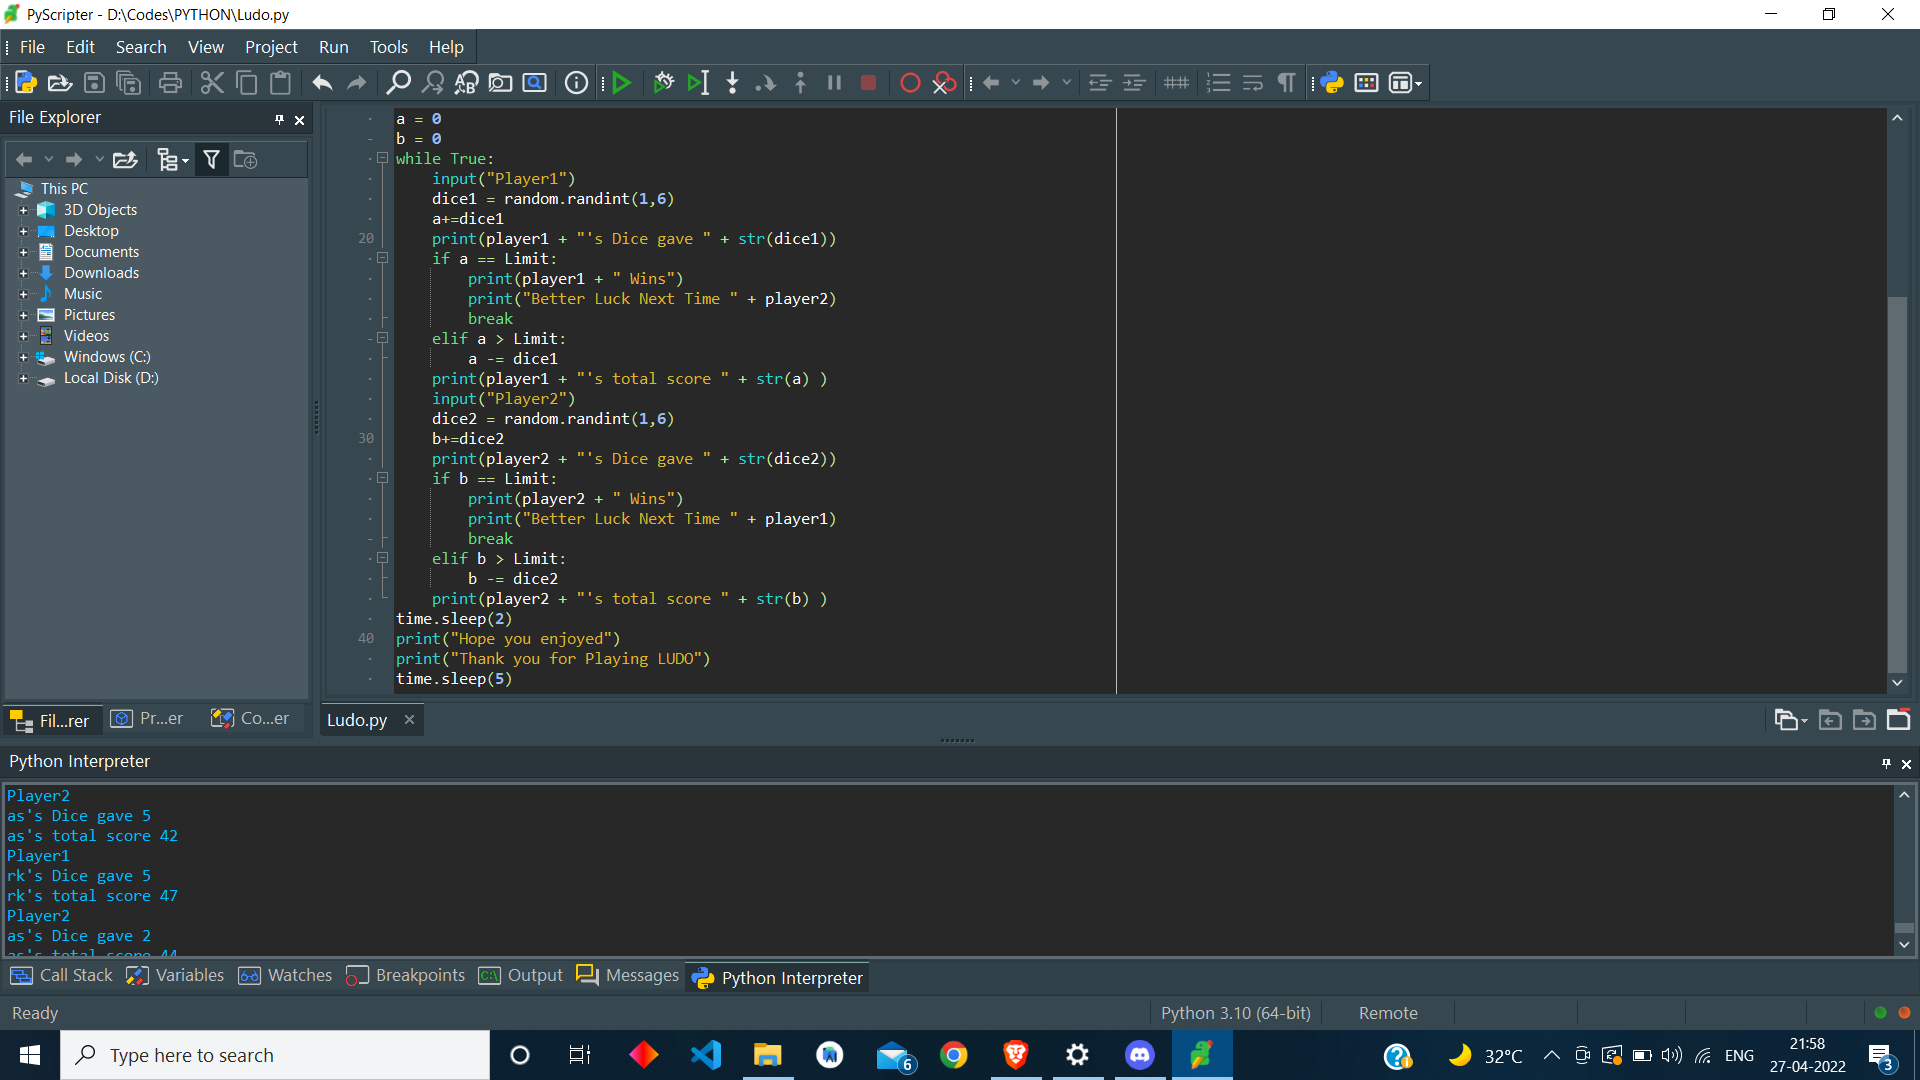 PyScripter - D:\Codes\PYTHON\Ludo.py
File Edit Search View Project Run Tools Help
File Explorer
This PC
3D Objects
Desktop
Documents
Downloads
Music
Pictures
Videos
Windows (C:)
Local Disk (D:)
Fil...rer Pr...er Co...er
a = 0
b = 0
while True:
    input("Player1")
    dice1 = random.randint(1,6)
    a+=dice1
20     print(player1 + "'s Dice gave " + str(dice1))
    if a == Limit:
        print(player1 + " Wins")
        print("Better Luck Next Time " + player2)
        break
    elif a > Limit:
        a -= dice1
    print(player1 + "'s total score " + str(a) )
    input("Player2")
    dice2 = random.randint(1,6)
30     b+=dice2
    print(player2 + "'s Dice gave " + str(dice2))
    if b == Limit:
        print(player2 + " Wins")
        print("Better Luck Next Time " + player1)
        break
    elif b > Limit:
        b -= dice2
    print(player2 + "'s total score " + str(b) )
time.sleep(2)
40 print("Hope you enjoyed")
print("Thank you for Playing LUDO")
time.sleep(5)
Ludo.py
Python Interpreter
Player2
as's Dice gave 5
as's total score 42
Player1
rk's Dice gave 5
rk's total score 47
Player2
as's Dice gave 2
as's total score 44
Call Stack Variables Watches Breakpoints Output Messages Python Interpreter
Ready Python 3.10 (64-bit) Remote
Type here to search 6 32°C ENG 21:58
27-04-2022 3